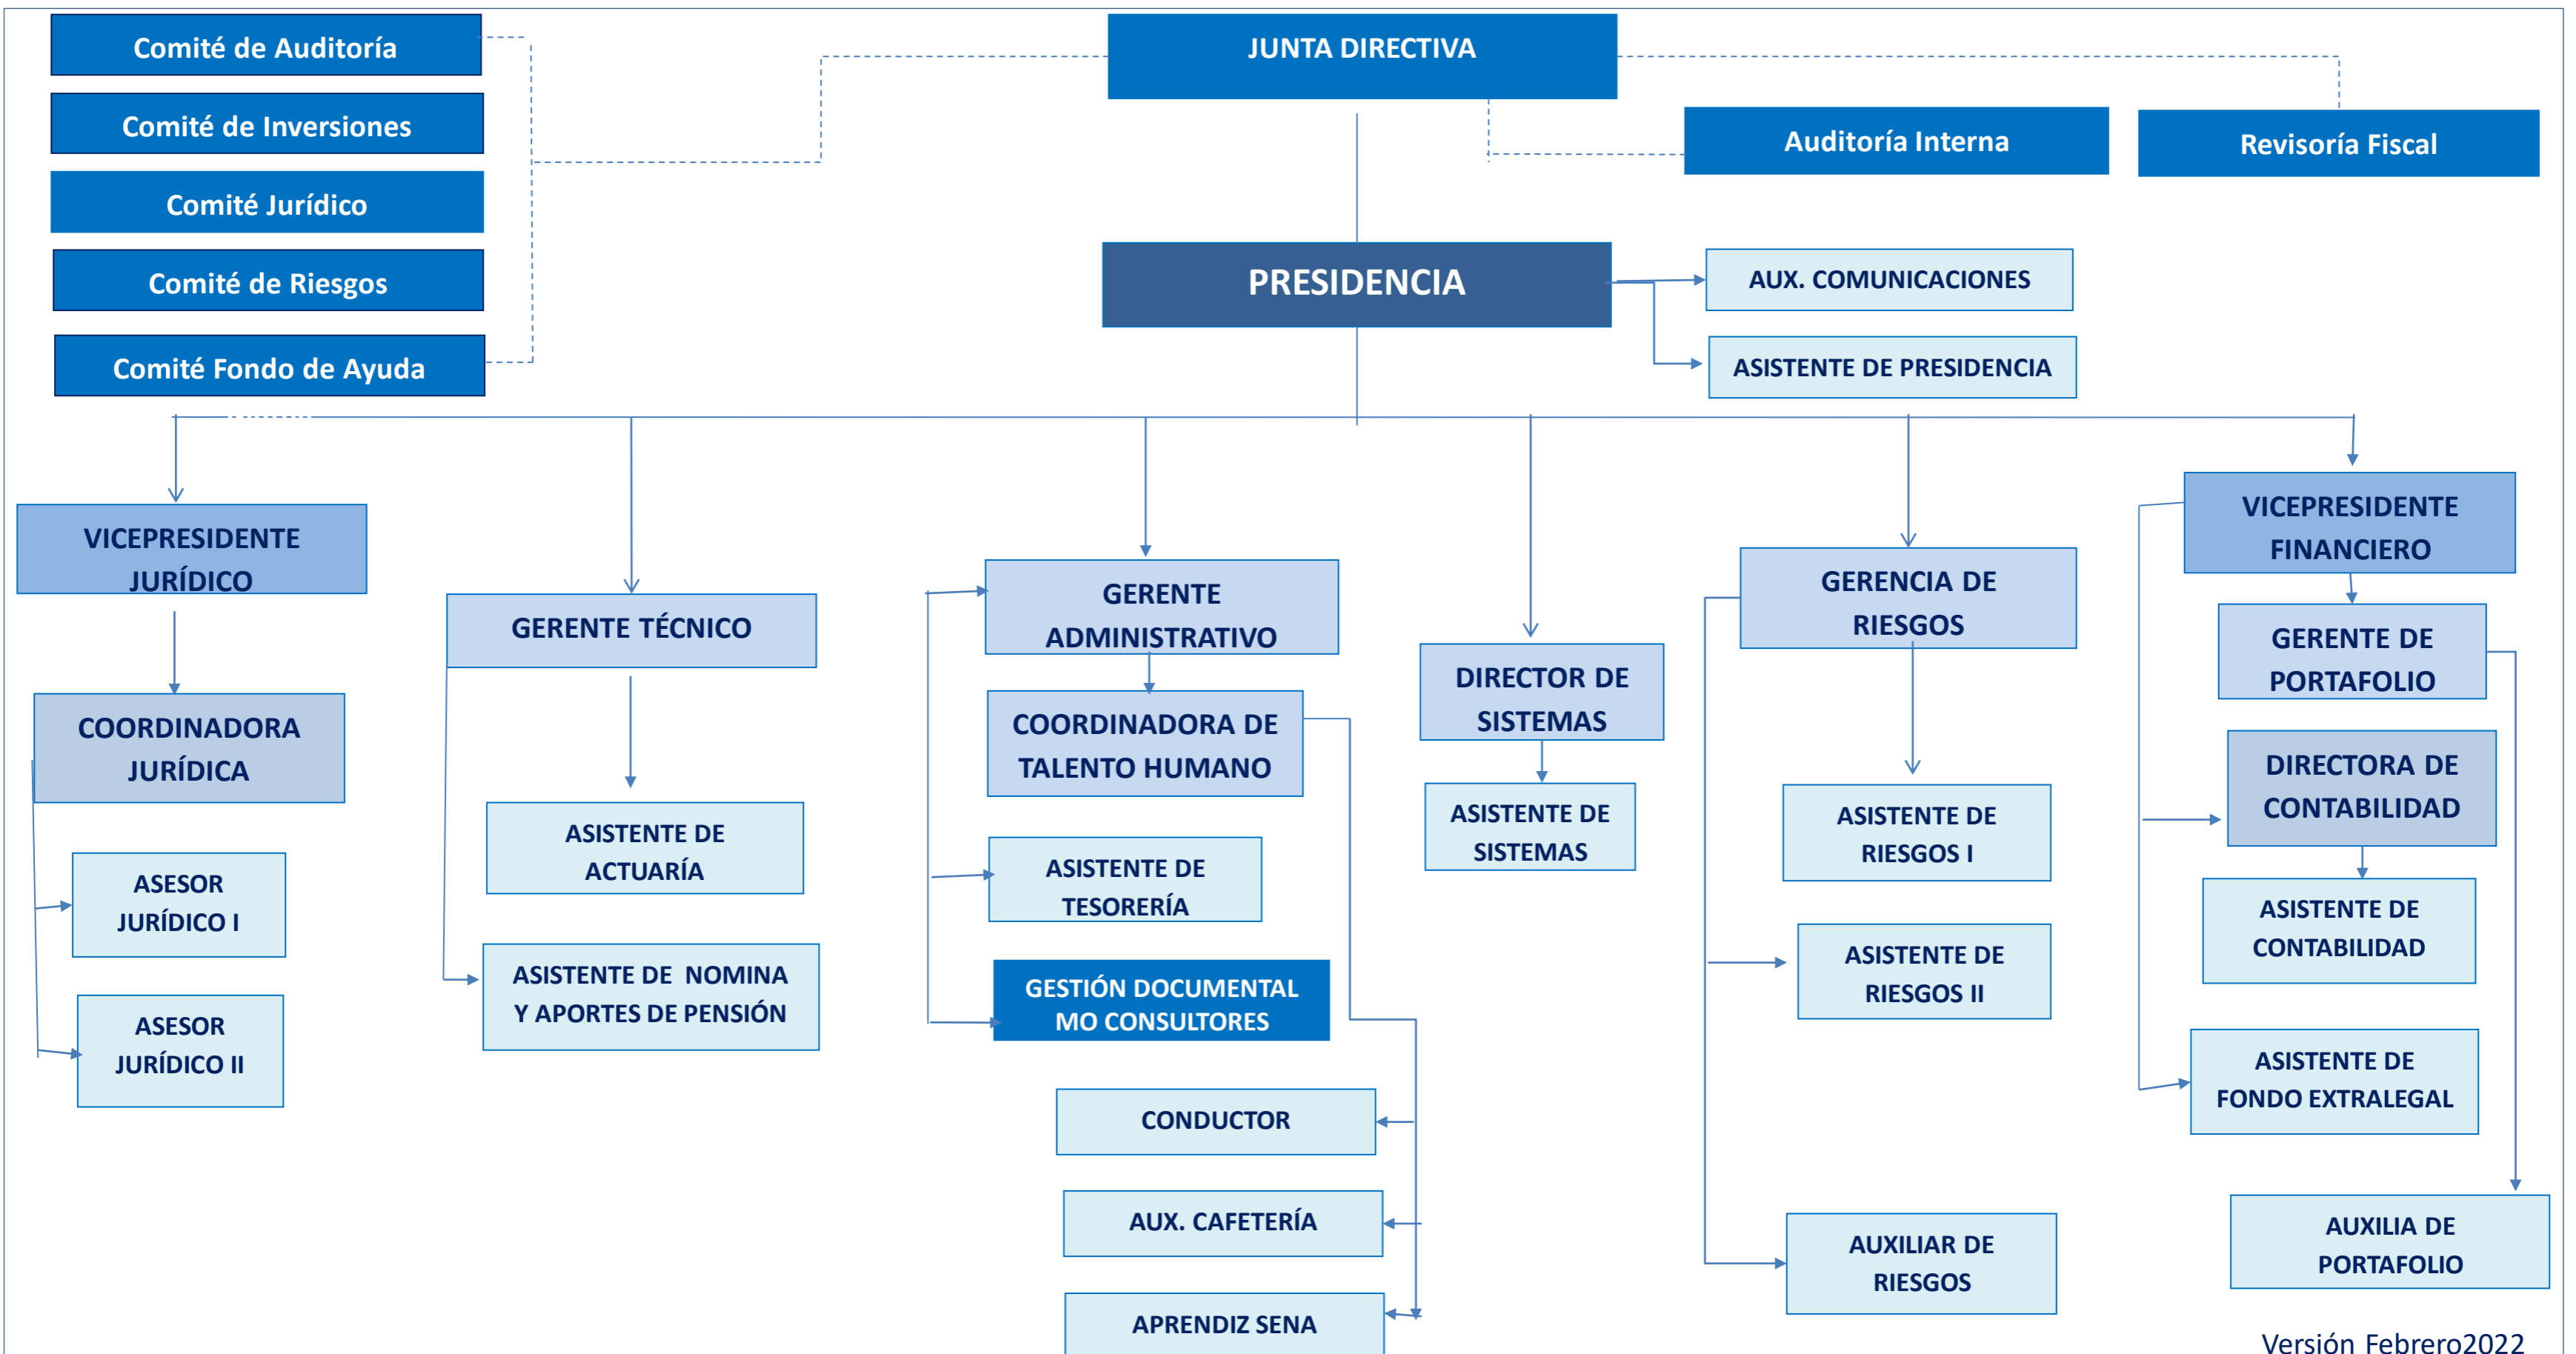 Comité de Auditoría
JUNTA DIRECTIVA
Comité de Inversiones
Auditoría Interna
Revisoría Fiscal
Comité Jurídico
Comité de Riesgos
PRESIDENCIA
AUX. COMUNICACIONES
Comité Fondo de Ayuda
ASISTENTE DE PRESIDENCIA
VICEPRESIDENTE
JURÍDICO
COORDINADORA
JURÍDICA
ASESOR
JURÍDICO I
ASESOR
JURÍDICO II
GERENTE TÉCNICO
ASISTENTE DE
ACTUARÍA
ASISTENTE DE  NOMINA
Y APORTES DE PENSIÓN
GERENTE
ADMINISTRATIVO
COORDINADORA DE
TALENTO HUMANO
ASISTENTE DE
TESORERÍA
GESTIÓN DOCUMENTAL
MO CONSULTORES
CONDUCTOR
AUX. CAFETERÍA
APRENDIZ SENA
DIRECTOR DE
SISTEMAS
ASISTENTE DE
SISTEMAS
GERENCIA DE
RIESGOS
ASISTENTE DE
RIESGOS I
ASISTENTE DE
RIESGOS II
AUXILIAR DE
RIESGOS
VICEPRESIDENTE
FINANCIERO
GERENTE DE
PORTAFOLIO
DIRECTORA DE
CONTABILIDAD
ASISTENTE DE
CONTABILIDAD
ASISTENTE DE
FONDO EXTRALEGAL
AUXILIA DE
PORTAFOLIO
Versión Febrero2022